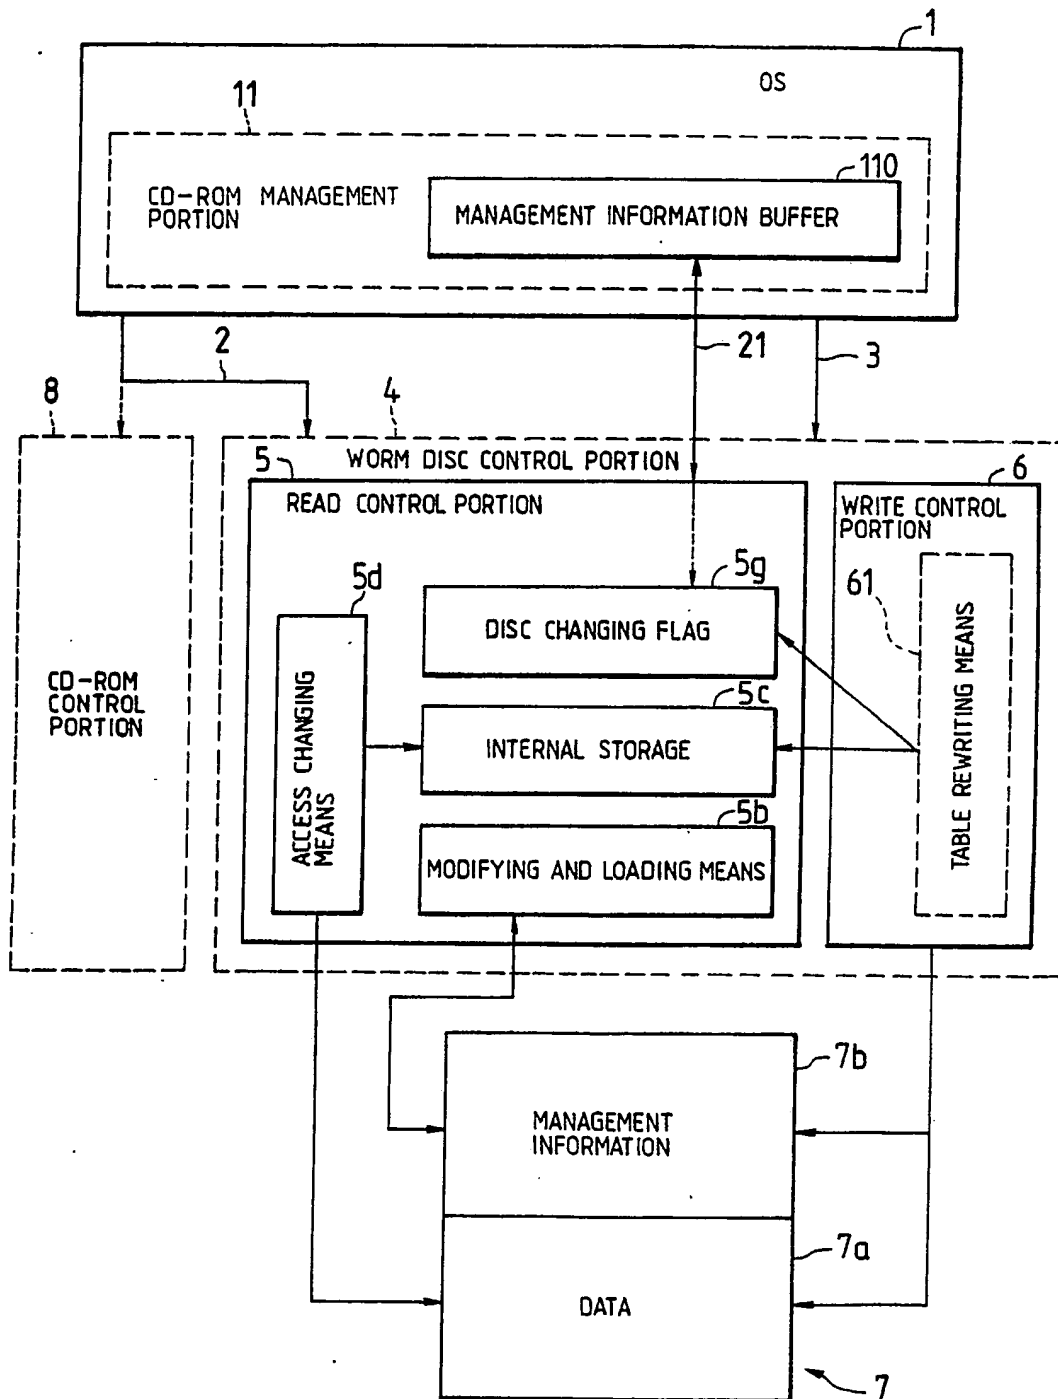 1
OS
11
110
CD-ROM MANAGEMENT
PORTION
MANAGEMENT INFORMATION BUFFER
2
21
3
8
4
WORM DISC CONTROL PORTION
5
6
READ CONTROL PORTION
WRITE CONTROL
PORTION
5d
5g
61
DISC CHANGING FLAG
CD-ROM
CONTROL
PORTION
ACCESS CHANGING
MEANS
5c
INTERNAL STORAGE
TABLE REWRITING MEANS
5b
MODIFYING AND LOADING MEANS
7b
MANAGEMENT
INFORMATION
7a
DATA
7